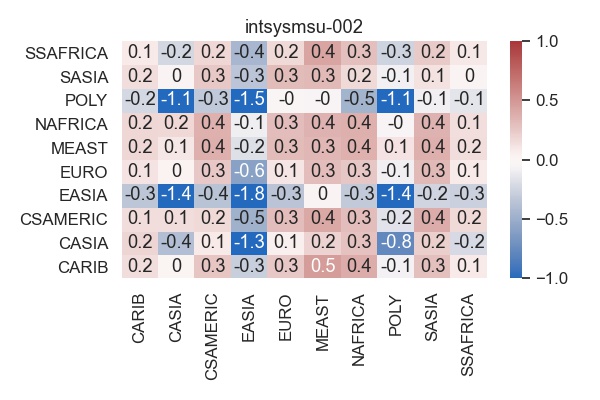 intsysmsu-002
SSAFRICA 0.1 -0.2 0.2 -0.4 0.2 0.4 0.3 -0.3 0.2 0.1
SASIA 0.2 0 0.3 -0.3 0.3 0.3 0.2 -0.1 0.1 0
POLY -0.2 -1.1 -0.3 -1.5 -0 -0 -0.5 -1.1 -0.1 -0.1
NAFRICA 0.2 0.2 0.4 -0.1 0.3 0.4 0.4 -0 0.4 0.1
MEAST 0.2 0.1 0.4 -0.2 0.3 0.3 0.4 0.1 0.4 0.2
EURO 0.1 0 0.3 -0.6 0.1 0.3 0.3 -0.1 0.3 0.1
EASIA -0.3 -1.4 -0.4 -1.8 -0.3 0 -0.3 -1.4 -0.2 -0.3
CSAMERIC 0.1 0.1 0.2 -0.5 0.3 0.4 0.3 -0.2 0.4 0.2
CASIA 0.2 -0.4 0.1 -1.3 0.1 0.2 0.3 -0.8 0.2 -0.2
CARIB 0.2 0 0.3 -0.3 0.3 0.5 0.4 -0.1 0.3 0.1
CARIB CASIA CSAMERIC EASIA EURO MEAST NAFRICA POLY SASIA SSAFRICA
1.0
0.5
0.0
−0.5
−1.0